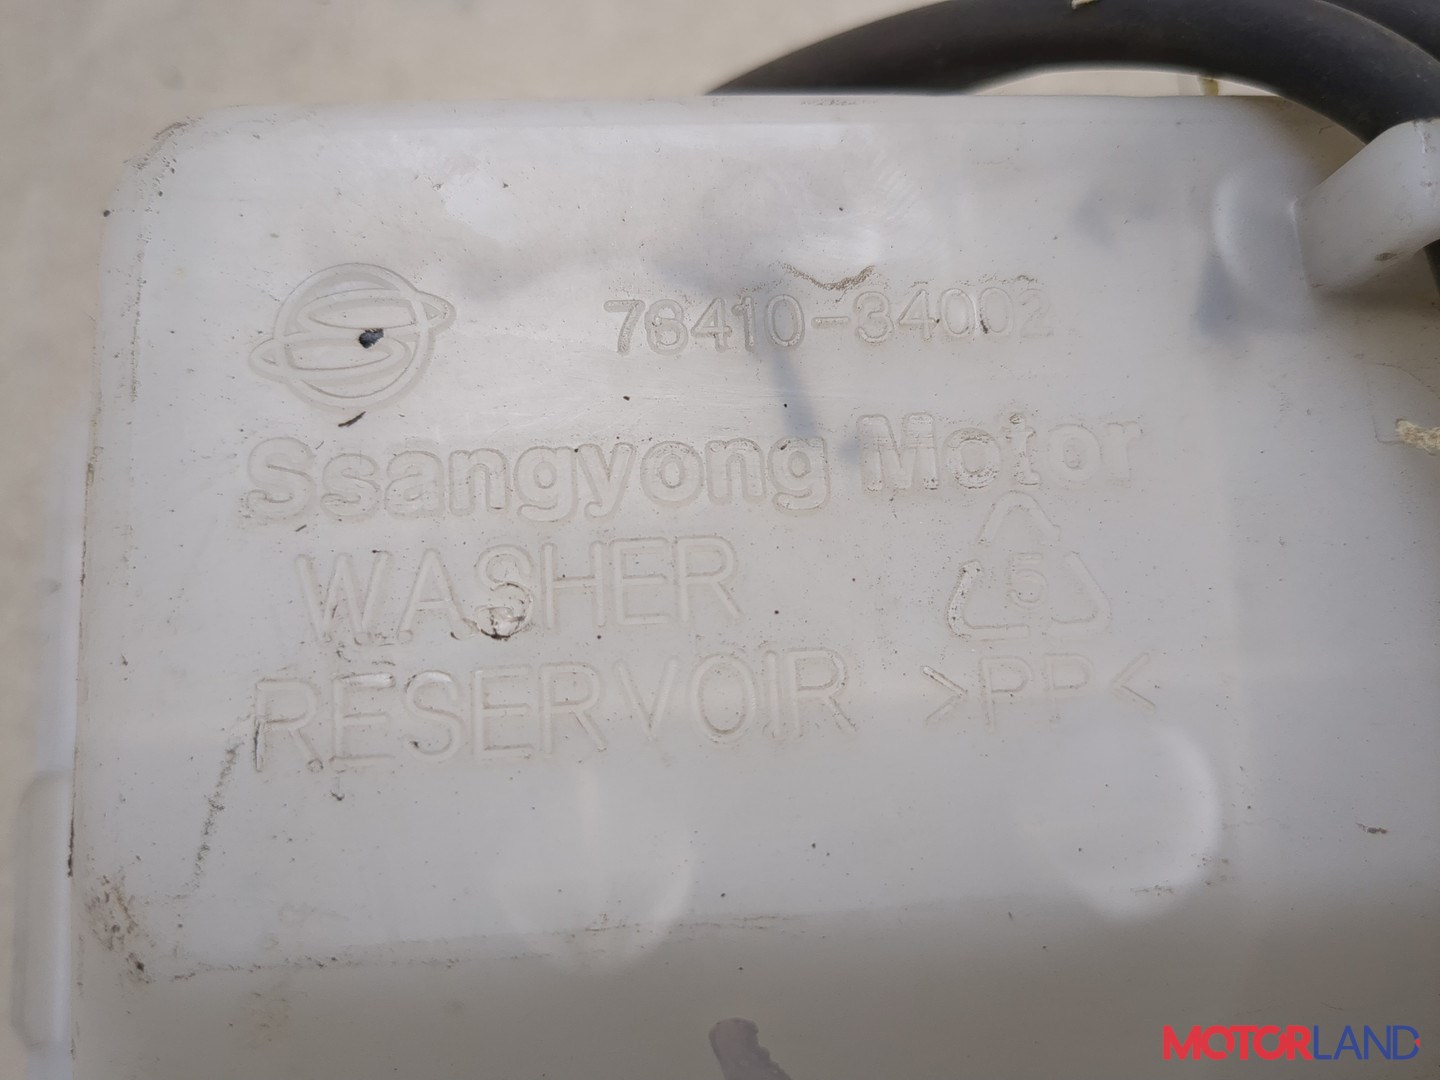 78410-34002
Ssangyong Motor
WASHER
5
RESERVOIR >PP<
MOTORLAND